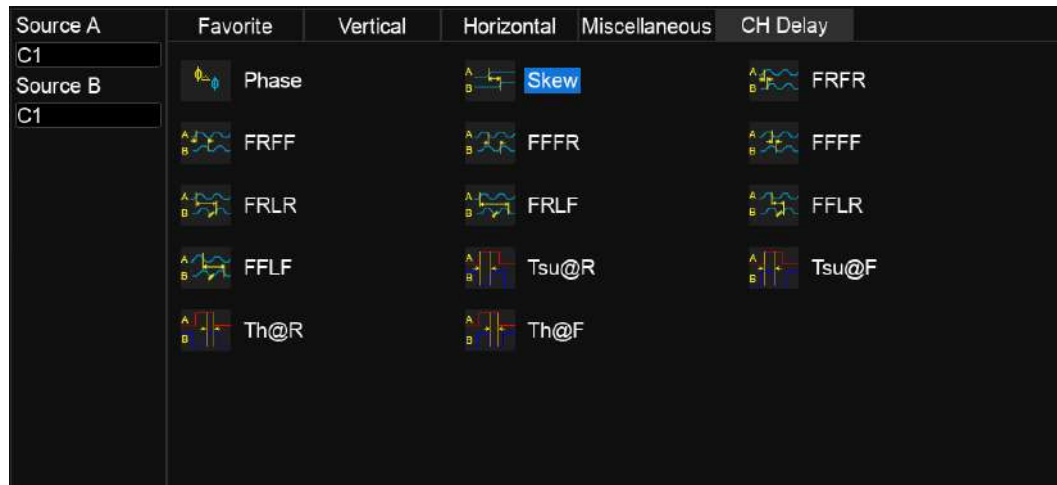 Source A
C1
Source B
C1
Favorite Vertical Horizontal Miscellaneous CH Delay
Phase Skew FRFR
FRFF FFFR FFFF
FRLR FRLF FFLR
FFLF Tsu@R Tsu@F
Th@R Th@F